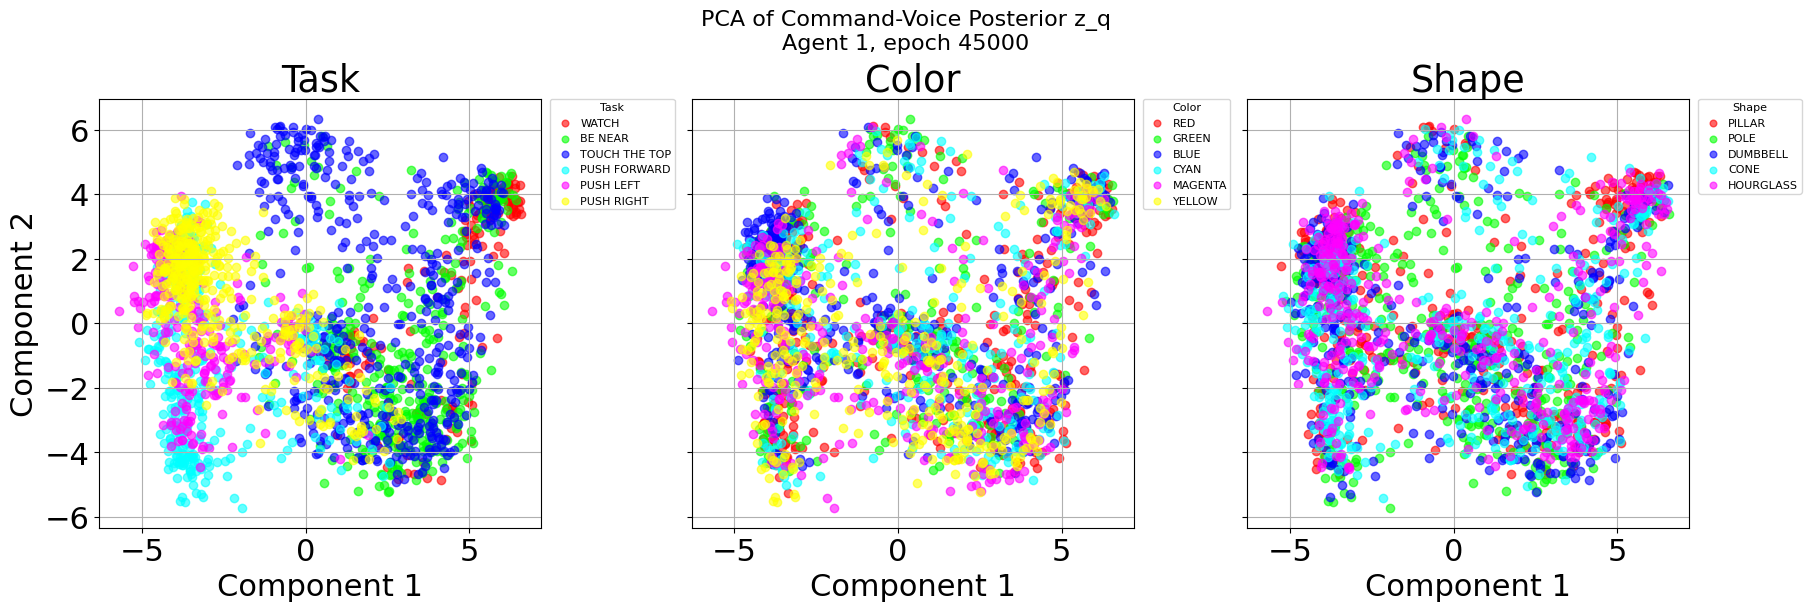 PCA of Command-Voice Posterior z_q
Agent 1, epoch 45000
Task
Component 2
6
4
2
0
−2
−4
−6
−5 0 5
Component 1
Task
WATCH
BE NEAR
TOUCH THE TOP
PUSH FORWARD
PUSH LEFT
PUSH RIGHT
Color
−5 0 5
Component 1
Color
RED
GREEN
BLUE
CYAN
MAGENTA
YELLOW
Shape
−5 0 5
Component 1
Shape
PILLAR
POLE
DUMBBELL
CONE
HOURGLASS